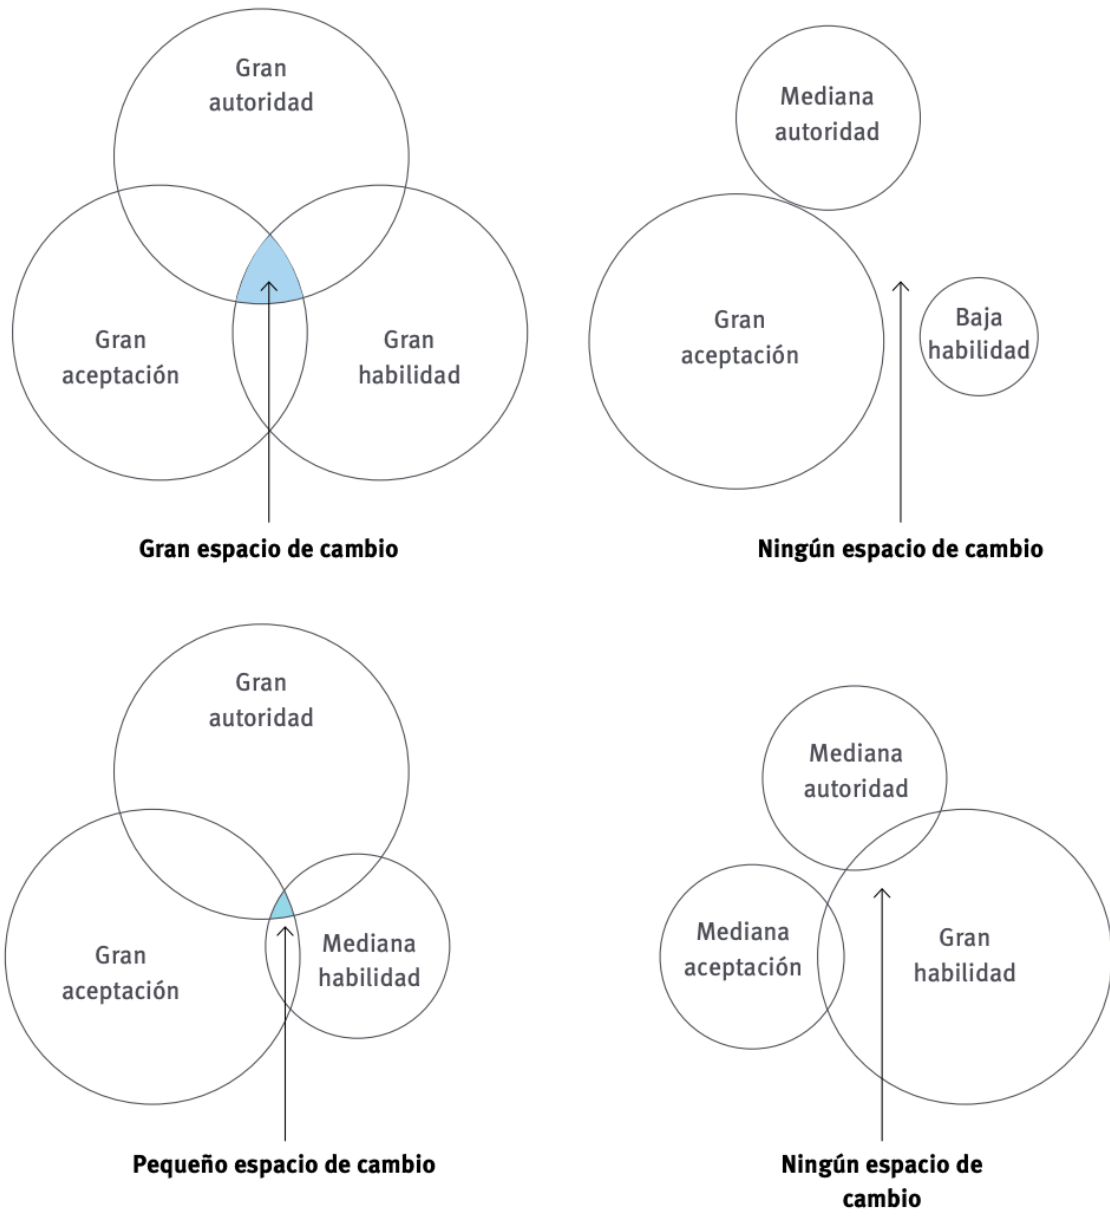 Gran
autoridad
Gran
aceptación
Gran
habilidad
Gran espacio de cambio
Mediana
autoridad
Gran
aceptación
Baja
habilidad
Ningún espacio de cambio
Gran
autoridad
Gran
aceptación
Mediana
habilidad
Pequeño espacio de cambio
Mediana
autoridad
Mediana
aceptación
Gran
habilidad
Ningún espacio de
cambio